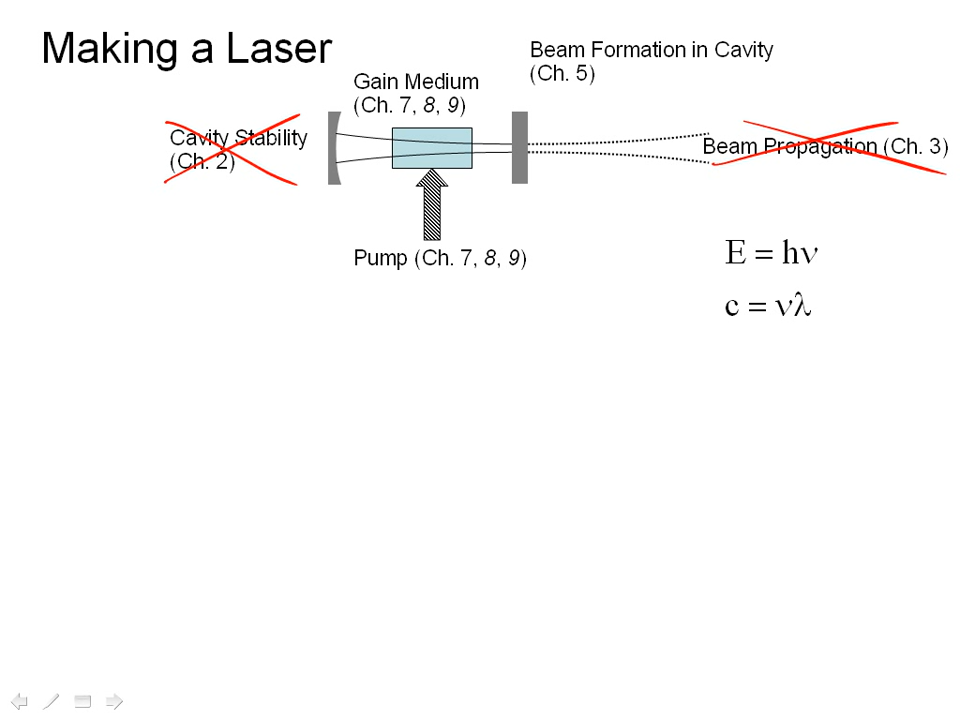 Making a Laser
Beam Formation in Cavity
(Ch. 5)
Gain Medium
(Ch. 7, 8, 9)
Cavity Stability
(Ch. 2)
Beam Propagation (Ch. 3)
Pump (Ch. 7, 8, 9)
E = hν
c = νλ